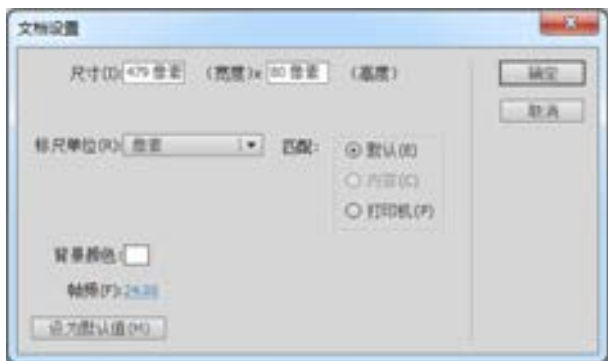 文档设置
尺寸(I): 479 像素 (宽度)x 80 像素 (高度)
确定
取消
标尺单位(R): 像素 匹配: 默认(E)
内容(C)
打印机(P)
背景颜色:
帧频(F): 24.00
设为默认值(M)